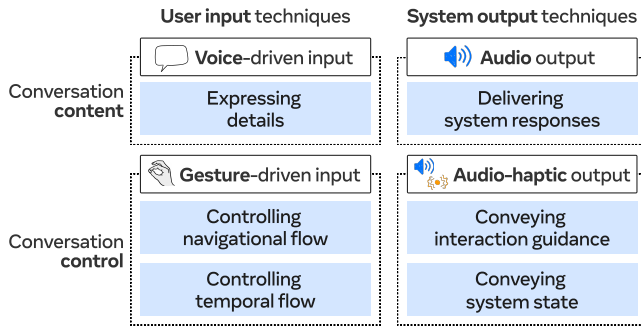 User input techniques
System output techniques
Voice-driven input
Audio output
Conversation
content
Expressing
details
Delivering
system responses
Gesture-driven input
Audio-haptic output
Conversation
control
Controlling
navigational flow
Conveying
interaction guidance
Controlling
temporal flow
Conveying
system state